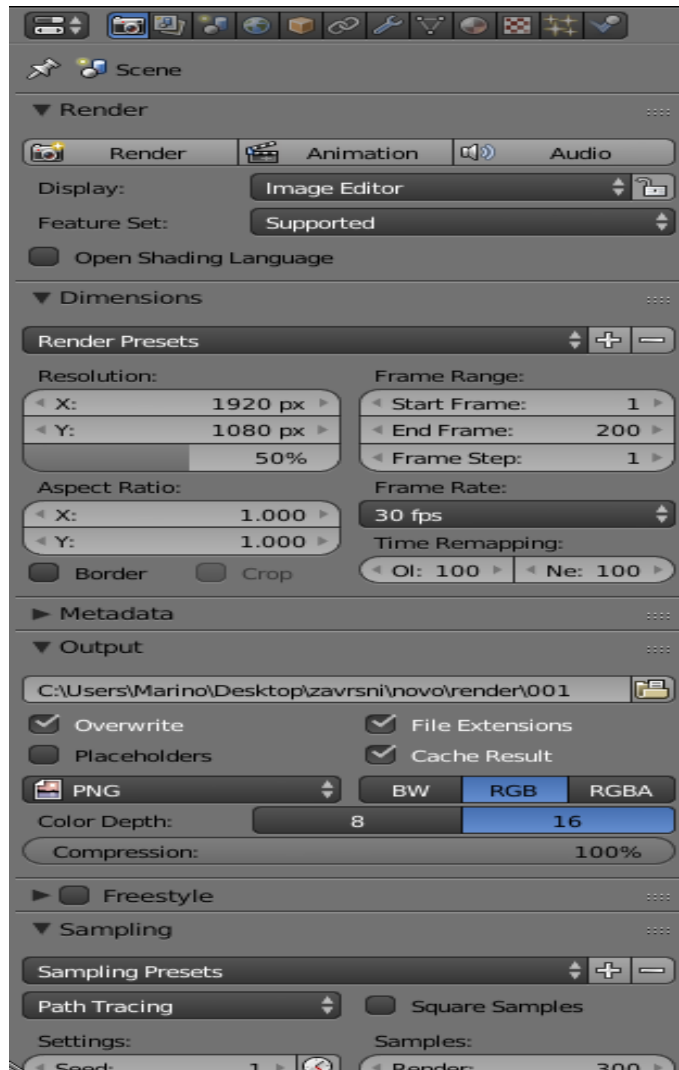 Scene
Render
Render Animation Audio
Display: Image Editor
Feature Set: Supported
Open Shading Language
Dimensions
Render Presets
Resolution: Frame Range:
X: 1920 px Start Frame: 1
Y: 1080 px End Frame: 200
50% Frame Step: 1
Aspect Ratio: Frame Rate:
X: 1.000 30 fps
Y: 1.000 Time Remapping:
Border Crop Ol: 100 Ne: 100
Metadata
Output
C:\Users\Marino\Desktop\zavrsni\novo\render\001
Overwrite File Extensions
Placeholders Cache Result
PNG BW RGB RGBA
Color Depth: 8 16
Compression: 100%
Freestyle
Sampling
Sampling Presets
Path Tracing Square Samples
Settings: Samples:
Seed: 1 Render: 300